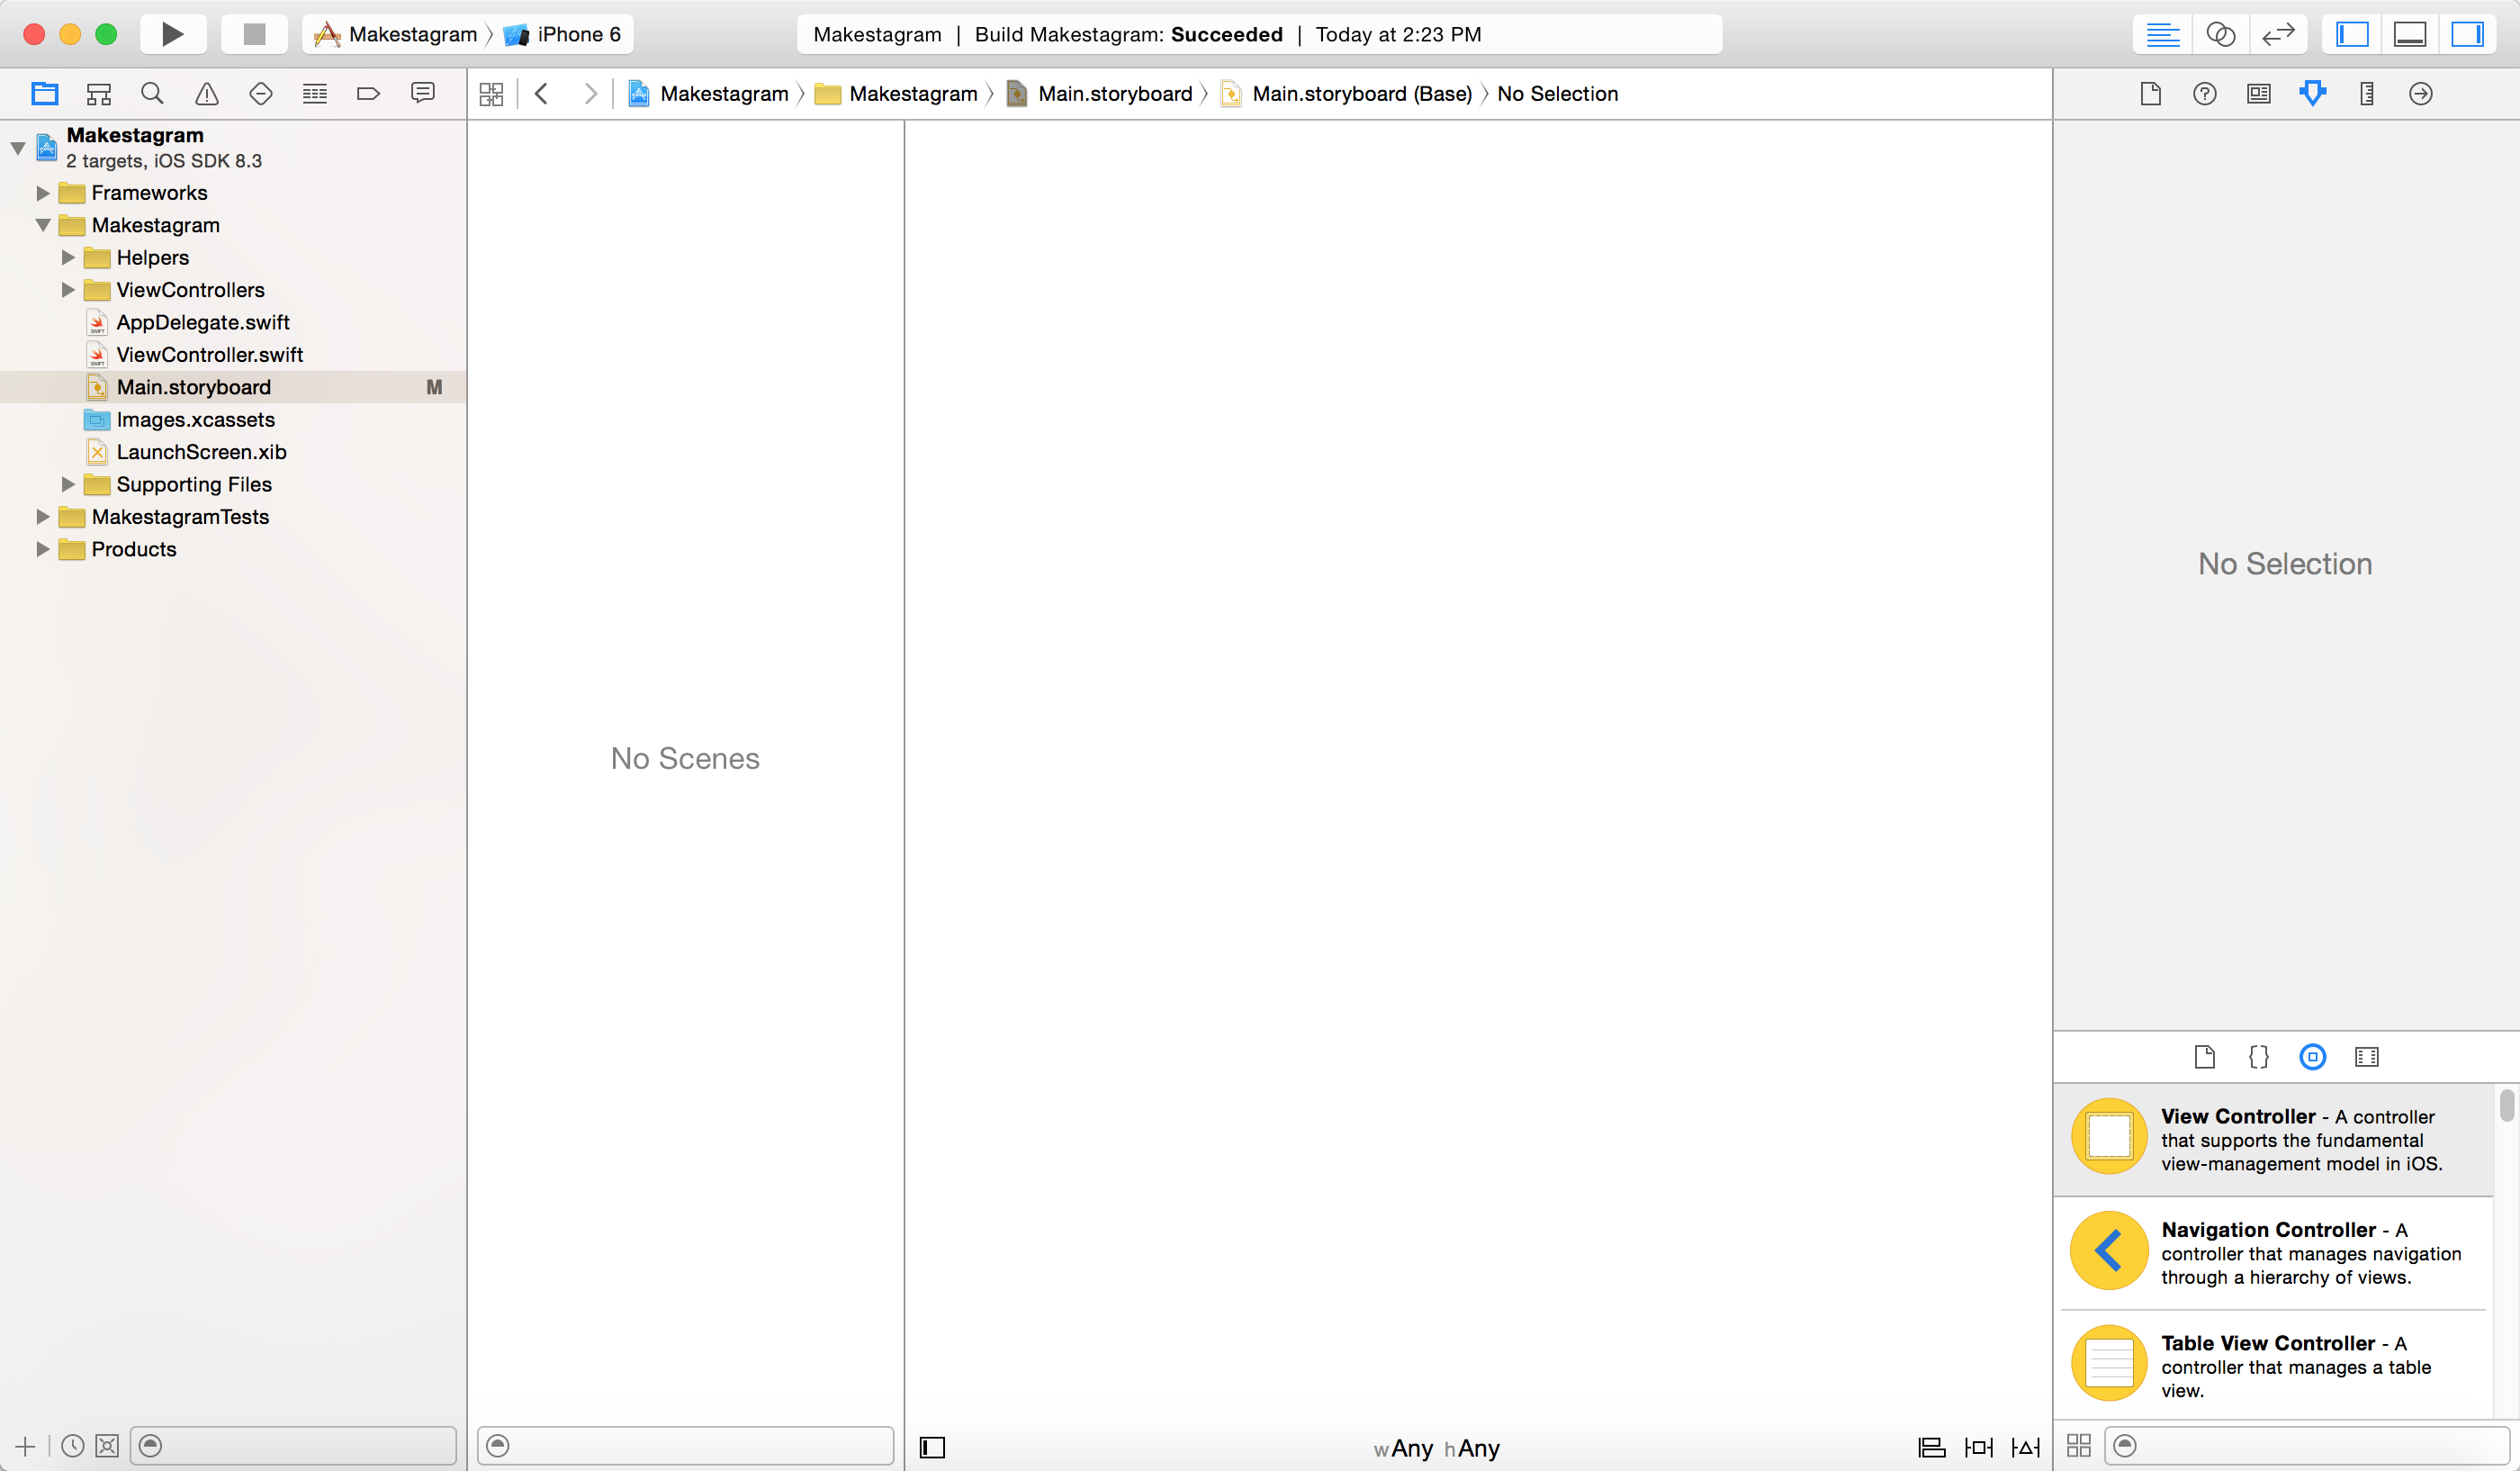 Makestagram
iPhone 6
Makestagram | Build Makestagram: Succeeded | Today at 2:23 PM
Makestagram
Makestagram
Main.storyboard
Main.storyboard (Base)
No Selection
Makestagram
2 targets, iOS SDK 8.3
Frameworks
Makestagram
Helpers
ViewControllers
AppDelegate.swift
ViewController.swift
Main.storyboard M
Images.xcassets
LaunchScreen.xib
Supporting Files
MakestagramTests
Products
No Scenes
wAny hAny
No Selection
View Controller - A controller
that supports the fundamental
view-management model in iOS.
Navigation Controller - A
controller that manages navigation
through a hierarchy of views.
Table View Controller - A
controller that manages a table
view.